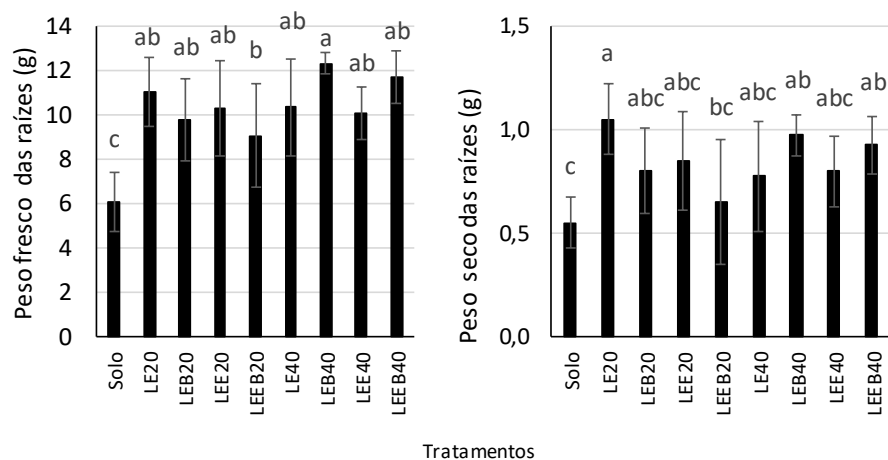 Peso fresco das raízes (g)
14
12
10
8
6
4
2
0
c
ab
ab
ab
b
ab
a
ab
ab
Solo
LE20
LEB20
LEE20
LEEB20
LE40
LEB40
LEE40
LEEB40
Peso seco das raízes (g)
1,5
1,0
0,5
0,0
c
a
abc
abc
bc
abc
ab
abc
ab
Solo
LE20
LEB20
LEE20
LEEB20
LE40
LEB40
LEE40
LEEB40
Tratamentos